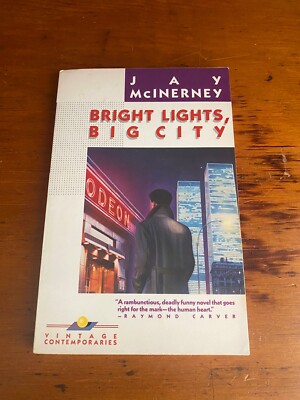 JAY
McINERNEY
BRIGHT LIGHTS,
BIG CITY
ODEON
"A rambunctious, deadly funny novel that goes
right for the mark—the human heart."
—RAYMOND CARVER
VINTAGE
CONTEMPORARIES